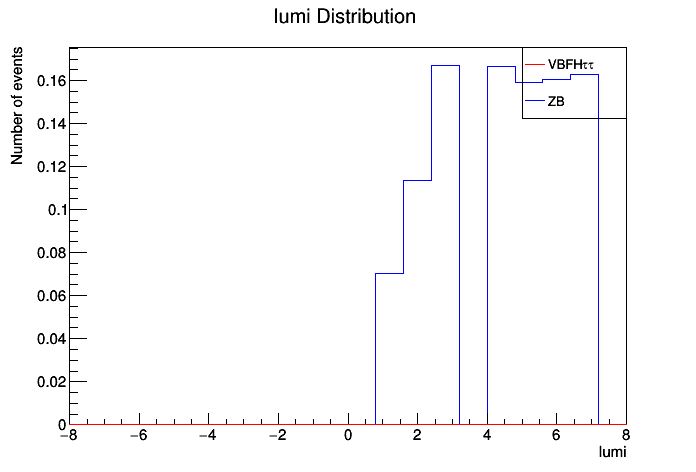 lumi Distribution
Number of events
VBFHττ
ZB
0.16
0.14
0.12
0.1
0.08
0.06
0.04
0.02
0
−8 −6 −4 −2 0 2 4 6 8
lumi